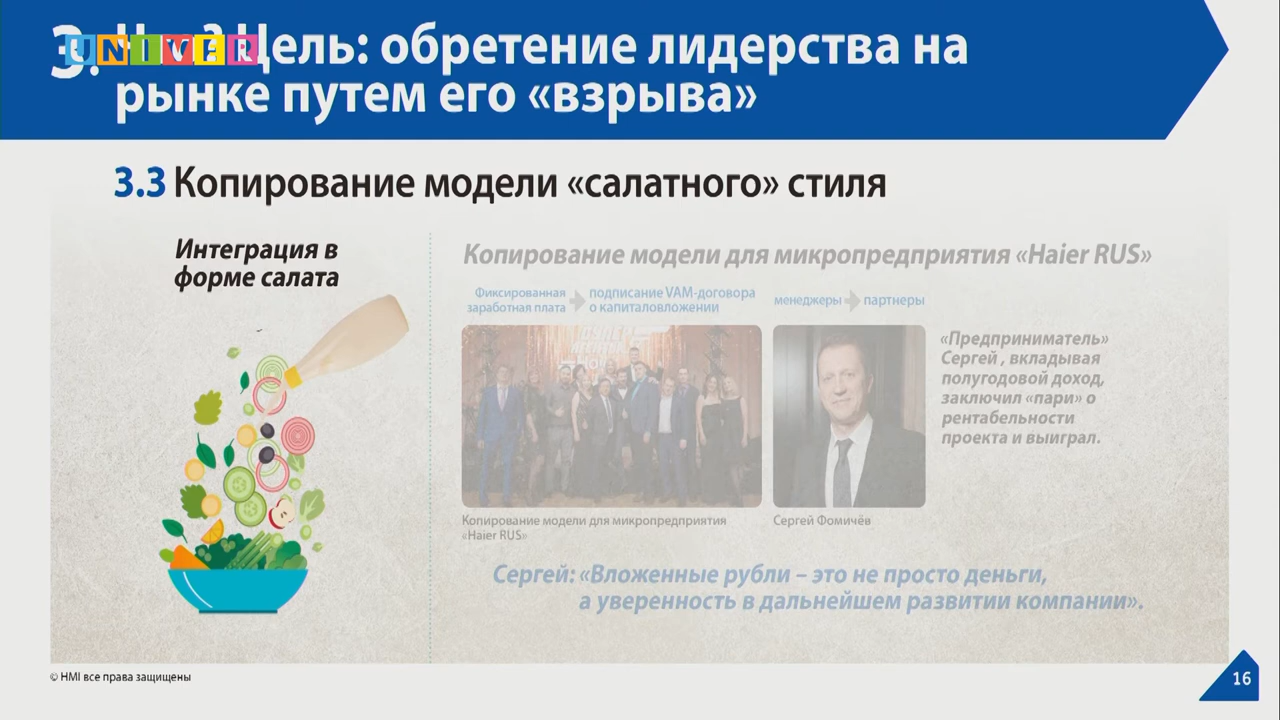 3.
UNIVER
Цель: обретение лидерства на
рынке путем его «взрыва»
3.3 Копирование модели «салатного» стиля
Интеграция в
форме салата
Копирование модели для микропредприятия «Haier RUS»
Фиксированная
заработная плата
подписание VAM-договора
о капиталовложении
менеджеры
партнеры
«Предприниматель»
Сергей , вкладывая
полугодовой доход,
заключил «пари» о
рентабельности
проекта и выиграл.
Копирование модели для микропредприятия
«Haier RUS»
Сергей Фомичёв
Сергей: «Вложенные рубли – это не просто деньги,
а уверенность в дальнейшем развитии компании».
© HMI все права защищены
16